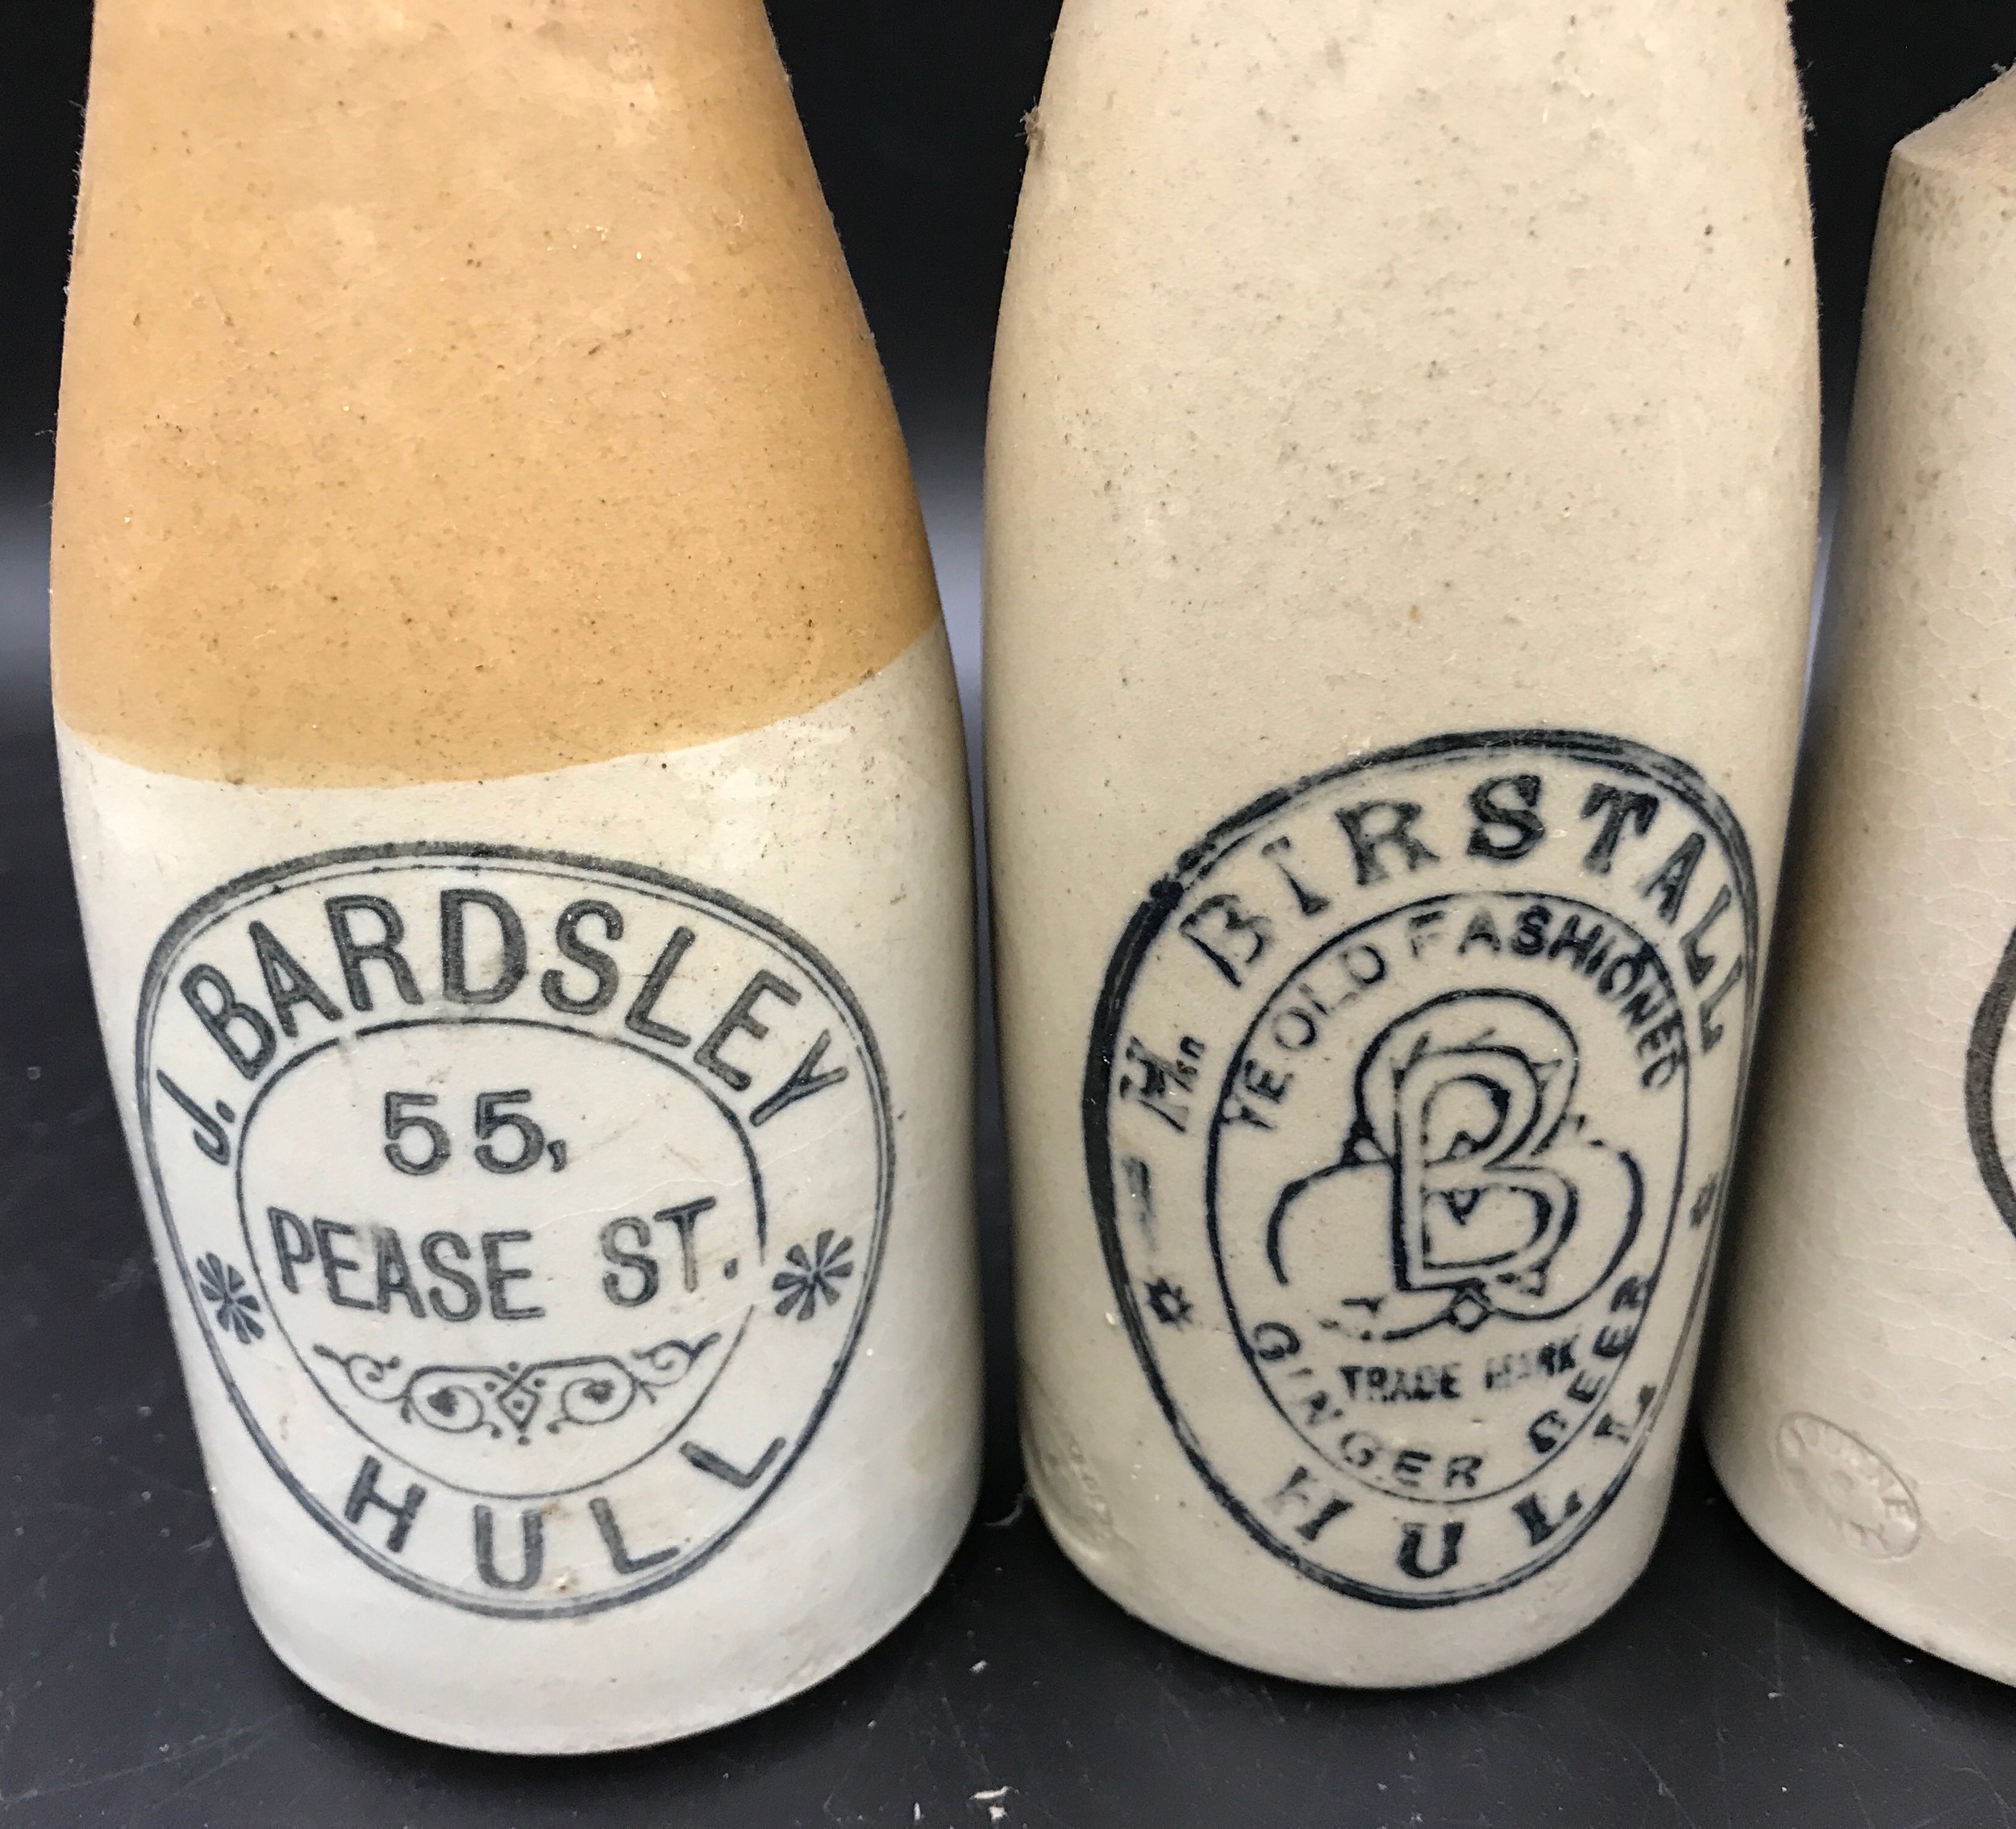 J. BARDSLEY
55,
PEASE ST.
HULL
BIRSTALL
YE OLD FASHIONED
B
TRADE MARK
GINGER BEER
HULL